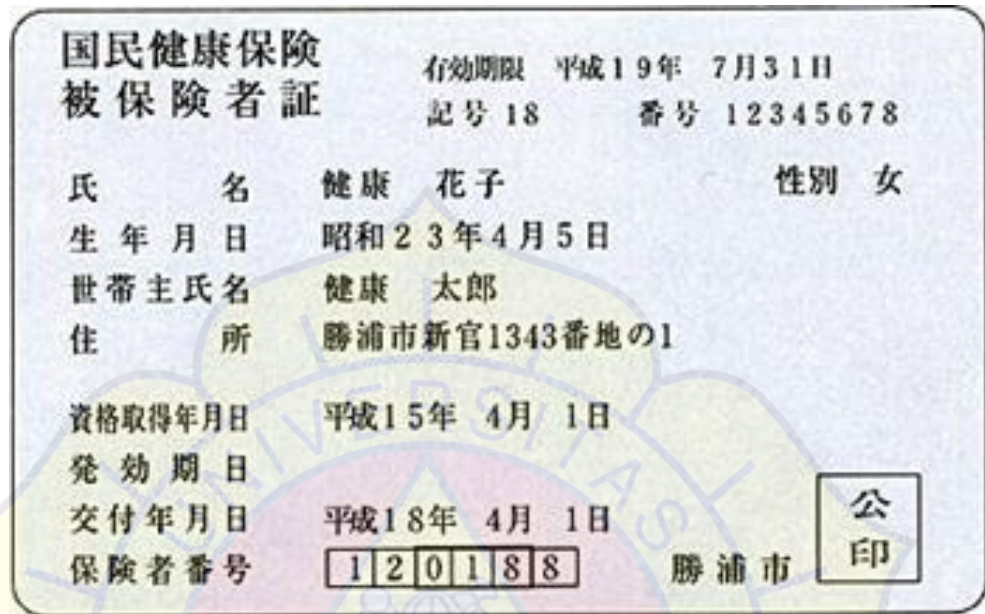 国民健康保険
被保険者証
有効期限 平成19年 7月31日
記号 18 番号 12345678
氏名 健康 花子 性別 女
生年月日 昭和23年4月5日
世帯主氏名 健康 太郎
住所 勝浦市新官1343番地の1
資格取得年月日 平成15年 4月 1日
発効期日
交付年月日 平成18年 4月 1日
保険者番号 120188 勝浦市
公印
UNIVERSITAS